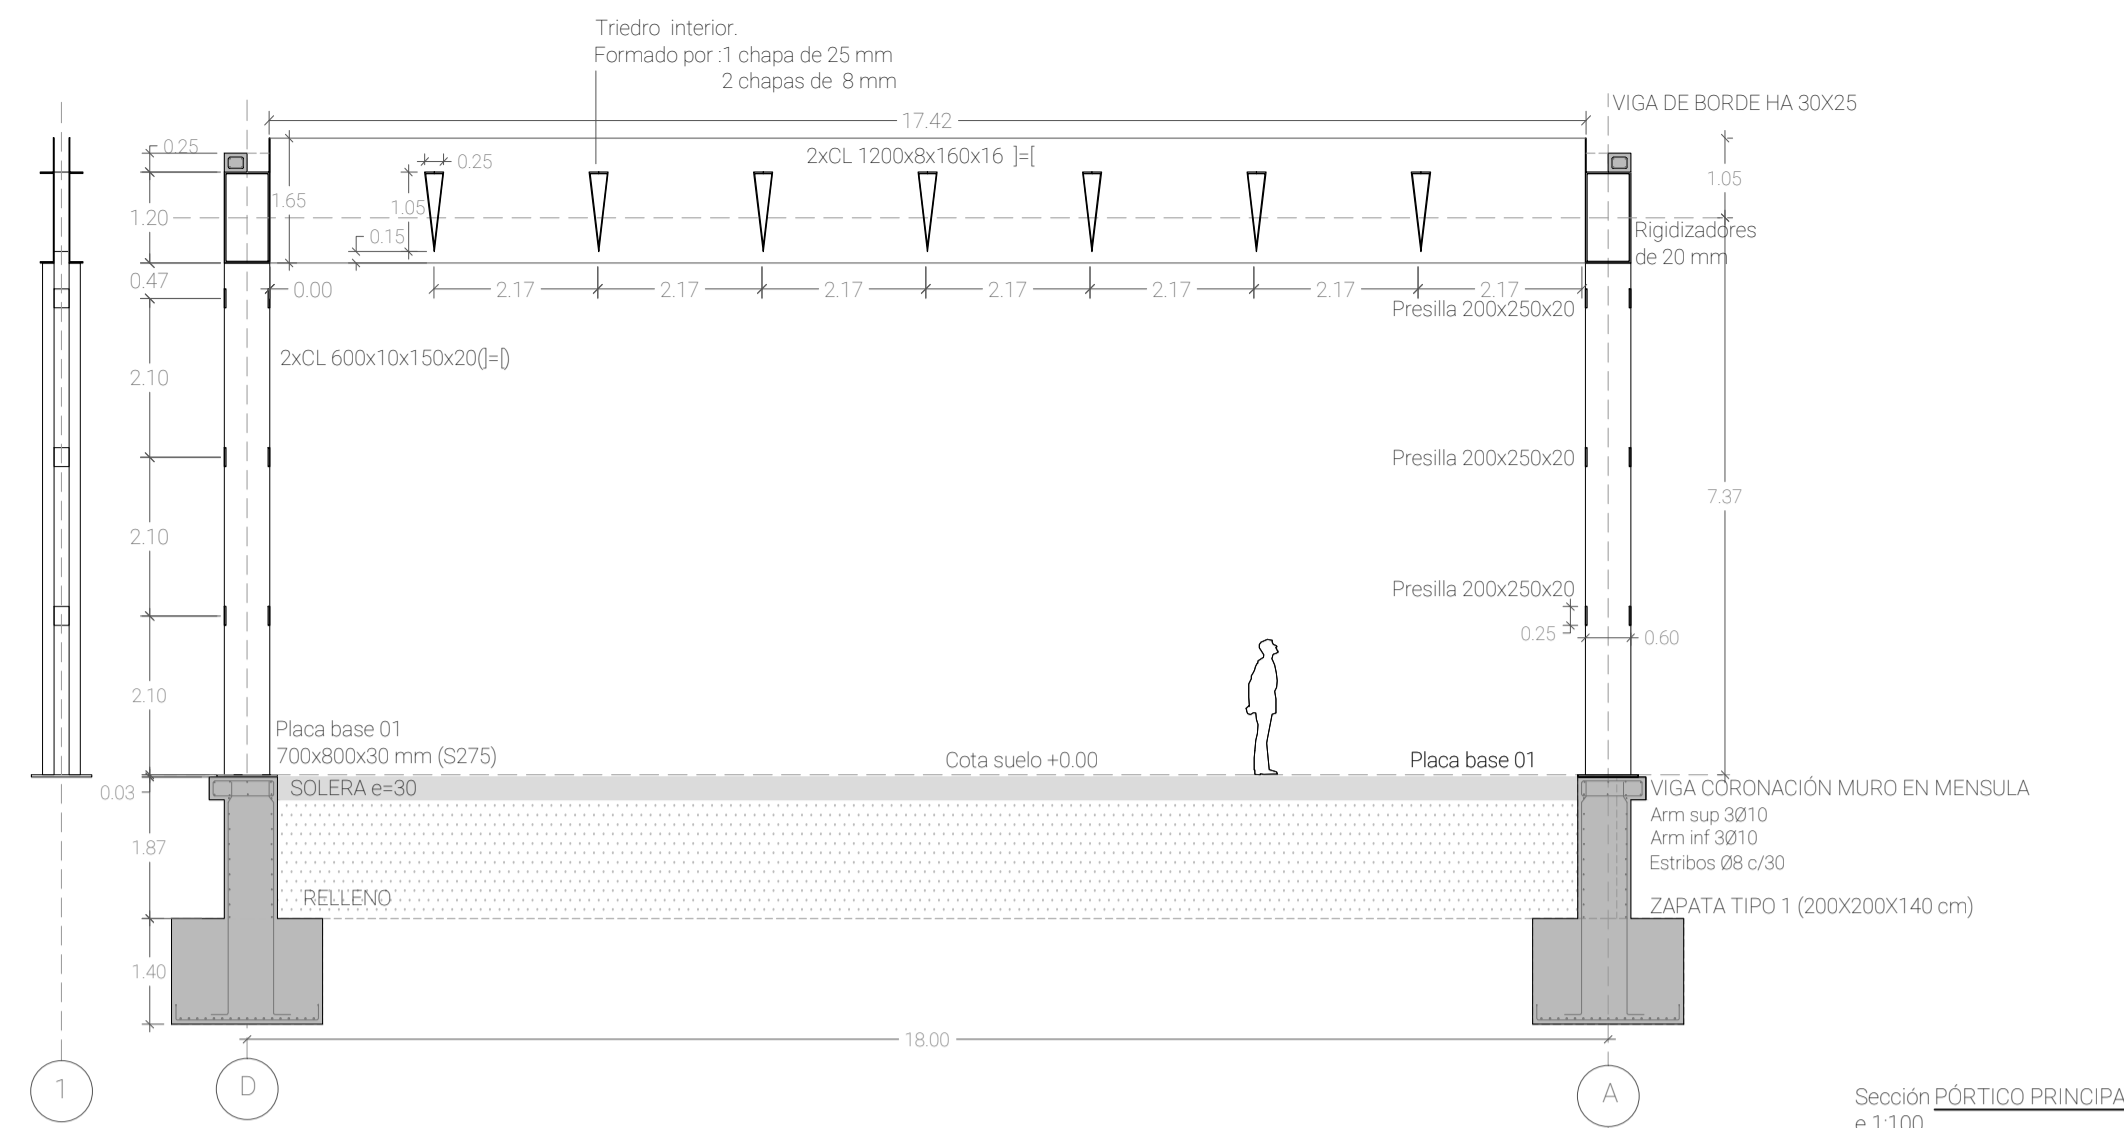 Triedro interior.
Formado por :1 chapa de 25 mm
2 chapas de 8 mm
VIGA DE BORDE HA 30X25
17.42
0.25
0.25
2xCL 1200x8x160x16 ]=[
1.05
1.65
1.05
1.20
0.15
Rigidizadores
de 20 mm
0.47
0.00
2.17
2.17
2.17
2.17
2.17
2.17
2.17
Presilla 200x250x20
2xCL 600x10x150x20(]=[)
2.10
Presilla 200x250x20
7.37
2.10
Presilla 200x250x20
0.25
0.60
2.10
Placa base 01
700x800x30 mm (S275)
Cota suelo +0.00
Placa base 01
0.03
SOLERA e=30
VIGA CORONACIÓN MURO EN MENSULA
Arm sup 3Ø10
Arm inf 3Ø10
Estribos Ø8 c/30
1.87
RELLENO
ZAPATA TIPO 1 (200X200X140 cm)
1.40
18.00
1
D
A
Sección PÓRTICO PRINCIPA
e 1:100